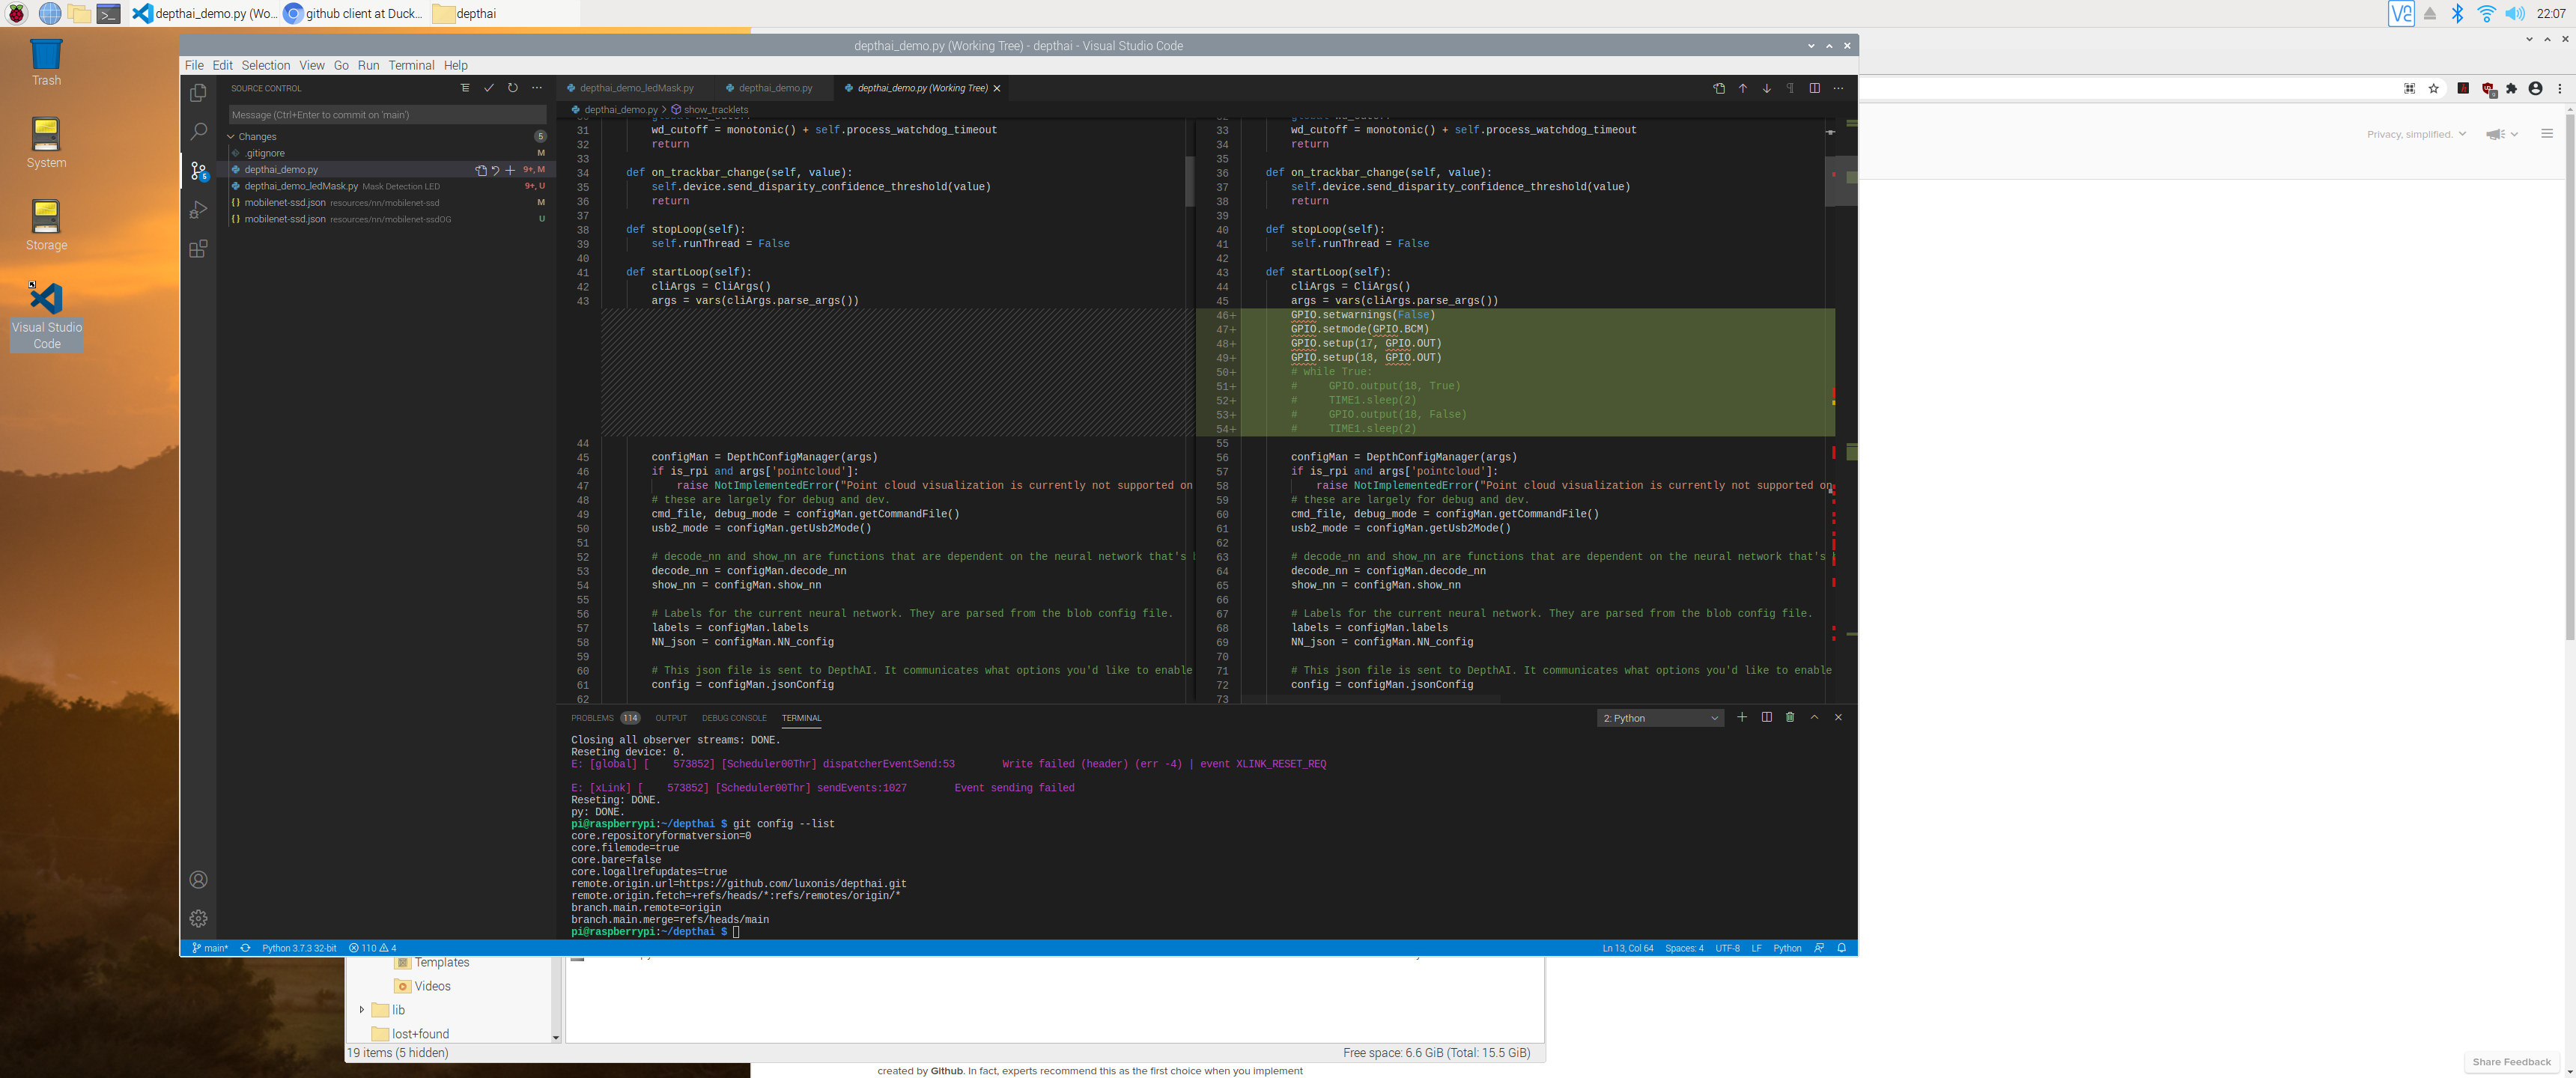 depthai_demo.py (Wo...
github client at Duck...
depthai
22:07
Trash
System
Storage
Visual Studio
Code
depthai_demo.py (Working Tree) - depthai - Visual Studio Code
File Edit Selection View Go Run Terminal Help
SOURCE CONTROL
Message (Ctrl+Enter to commit on 'main')
Changes 5
.gitignore M
depthai_demo.py 9+, M
depthai_demo_ledMask.py Mask Detection LED 9+, U
mobilenet-ssd.json resources/nn/mobilenet-ssd M
mobilenet-ssd.json resources/nn/mobilenet-ssdOG U
5
depthai_demo_ledMask.py
depthai_demo.py
depthai_demo.py (Working Tree)
depthai_demo.py > show_tracklets
31 wd_cutoff = monotonic() + self.process_watchdog_timeout
32 return
33
34 def on_trackbar_change(self, value):
35 self.device.send_disparity_confidence_threshold(value)
36 return
37
38 def stopLoop(self):
39 self.runThread = False
40
41 def startLoop(self):
42 cliArgs = CliArgs()
43 args = vars(cliArgs.parse_args())
44
45 configMan = DepthConfigManager(args)
46 if is_rpi and args['pointcloud']:
47 raise NotImplementedError("Point cloud visualization is currently not supported on
48 # these are largely for debug and dev.
49 cmd_file, debug_mode = configMan.getCommandFile()
50 usb2_mode = configMan.getUsb2Mode()
51
52 # decode_nn and show_nn are functions that are dependent on the neural network that's
53 decode_nn = configMan.decode_nn
54 show_nn = configMan.show_nn
55
56 # Labels for the current neural network. They are parsed from the blob config file.
57 labels = configMan.labels
58 NN_json = configMan.NN_config
59
60 # This json file is sent to DepthAI. It communicates what options you'd like to enable
61 config = configMan.jsonConfig
62
33 wd_cutoff = monotonic() + self.process_watchdog_timeout
34 return
35
36 def on_trackbar_change(self, value):
37 self.device.send_disparity_confidence_threshold(value)
38 return
39
40 def stopLoop(self):
41 self.runThread = False
42
43 def startLoop(self):
44 cliArgs = CliArgs()
45 args = vars(cliArgs.parse_args())
46+ GPIO.setwarnings(False)
47+ GPIO.setmode(GPIO.BCM)
48+ GPIO.setup(17, GPIO.OUT)
49+ GPIO.setup(18, GPIO.OUT)
50+ # while True:
51+ # GPIO.output(18, True)
52+ # TIME1.sleep(2)
53+ # GPIO.output(18, False)
54+ # TIME1.sleep(2)
55
56 configMan = DepthConfigManager(args)
57 if is_rpi and args['pointcloud']:
58 raise NotImplementedError("Point cloud visualization is currently not supported on
59 # these are largely for debug and dev.
60 cmd_file, debug_mode = configMan.getCommandFile()
61 usb2_mode = configMan.getUsb2Mode()
62
63 # decode_nn and show_nn are functions that are dependent on the neural network that's
64 decode_nn = configMan.decode_nn
65 show_nn = configMan.show_nn
66
67 # Labels for the current neural network. They are parsed from the blob config file.
68 labels = configMan.labels
69 NN_json = configMan.NN_config
70
71 # This json file is sent to DepthAI. It communicates what options you'd like to enable
72 config = configMan.jsonConfig
73
PROBLEMS 114 OUTPUT DEBUG CONSOLE TERMINAL
2: Python
Closing all observer streams: DONE.
Reseting device: 0.
E: [global] [ 573852] [Scheduler00Thr] dispatcherEventSend:53 Write failed (header) (err -4) | event XLINK_RESET_REQ
E: [xLink] [ 573852] [Scheduler00Thr] sendEvents:1027 Event sending failed
Reseting: DONE.
py: DONE.
pi@raspberrypi:~/depthai $ git config --list
core.repositoryformatversion=0
core.filemode=true
core.bare=false
core.logallrefupdates=true
remote.origin.url=https://github.com/luxonis/depthai.git
remote.origin.fetch=+refs/heads/*:refs/remotes/origin/*
branch.main.remote=origin
branch.main.merge=refs/heads/main
pi@raspberrypi:~/depthai $
main* Python 3.7.3 32-bit 110 4
Ln 13, Col 64 Spaces: 4 UTF-8 LF Python
Privacy, simplified.
Templates
Videos
lib
lost+found
19 items (5 hidden)
Free space: 6.6 GiB (Total: 15.5 GiB)
created by Github. In fact, experts recommend this as the first choice when you implement
Share Feedback